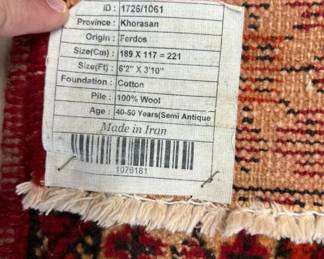 ID : 1726/1061
Province : Khorasan
Origin : Ferdos
Size(Cm) : 189 X 117 = 221
Size(Ft) : 6'2" X 3'10"
Foundation : Cotton
Pile : 100% Wool
Age : 40-50 Years(Semi Antique
Made in Iran
1076181